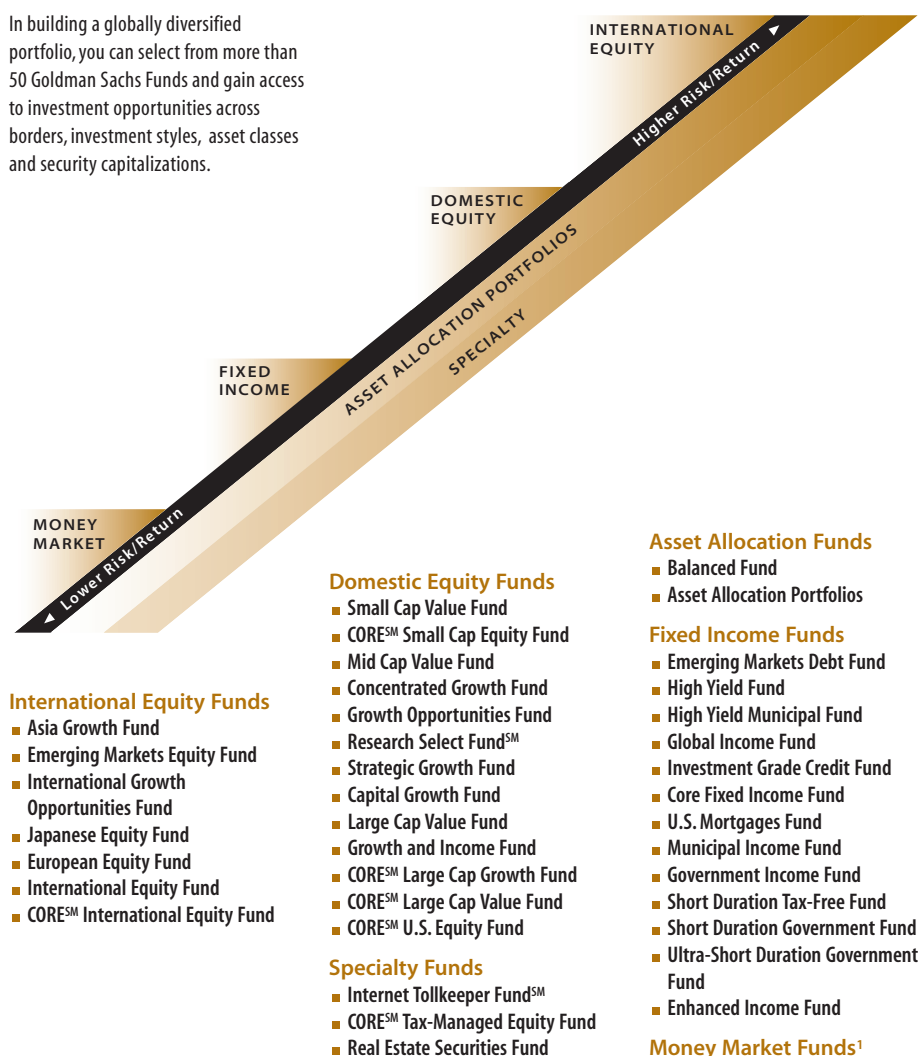 In building a globally diversified
portfolio, you can select from more than
50 Goldman Sachs Funds and gain access
to investment opportunities across
borders, investment styles, asset classes
and security capitalizations.
INTERNATIONAL
EQUITY
Higher Risk/Return ►
DOMESTIC
EQUITY
ASSET ALLOCATION PORTFOLIOS
SPECIALTY
FIXED
INCOME
MONEY
MARKET
◄ Lower Risk/Return
International Equity Funds
■ Asia Growth Fund
■ Emerging Markets Equity Fund
■ International Growth
Opportunities Fund
■ Japanese Equity Fund
■ European Equity Fund
■ International Equity Fund
■ CORE℠ International Equity Fund
Domestic Equity Funds
■ Small Cap Value Fund
■ CORE℠ Small Cap Equity Fund
■ Mid Cap Value Fund
■ Concentrated Growth Fund
■ Growth Opportunities Fund
■ Research Select Fund℠
■ Strategic Growth Fund
■ Capital Growth Fund
■ Large Cap Value Fund
■ Growth and Income Fund
■ CORE℠ Large Cap Growth Fund
■ CORE℠ Large Cap Value Fund
■ CORE℠ U.S. Equity Fund
Specialty Funds
■ Internet Tollkeeper Fund℠
■ CORE℠ Tax-Managed Equity Fund
■ Real Estate Securities Fund
Asset Allocation Funds
■ Balanced Fund
■ Asset Allocation Portfolios
Fixed Income Funds
■ Emerging Markets Debt Fund
■ High Yield Fund
■ High Yield Municipal Fund
■ Global Income Fund
■ Investment Grade Credit Fund
■ Core Fixed Income Fund
■ U.S. Mortgages Fund
■ Municipal Income Fund
■ Government Income Fund
■ Short Duration Tax-Free Fund
■ Short Duration Government Fund
■ Ultra-Short Duration Government
Fund
■ Enhanced Income Fund
Money Market Funds¹